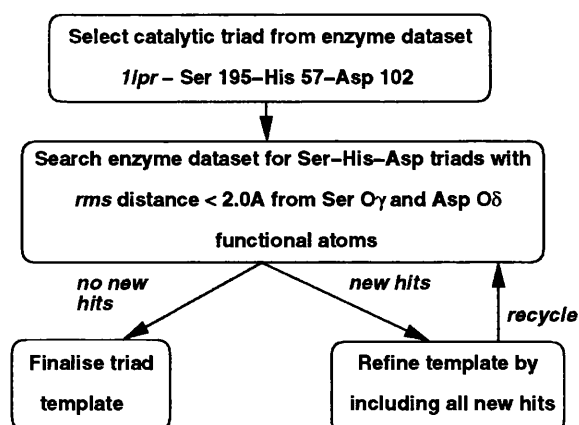 Select catalytic triad from enzyme dataset
1lpr – Ser 195–His 57–Asp 102
Search enzyme dataset for Ser–His–Asp triads with
rms distance < 2.0A from Ser Oγ and Asp Oδ
functional atoms
no new
hits
new hits
recycle
Finalise triad
template
Refine template by
including all new hits